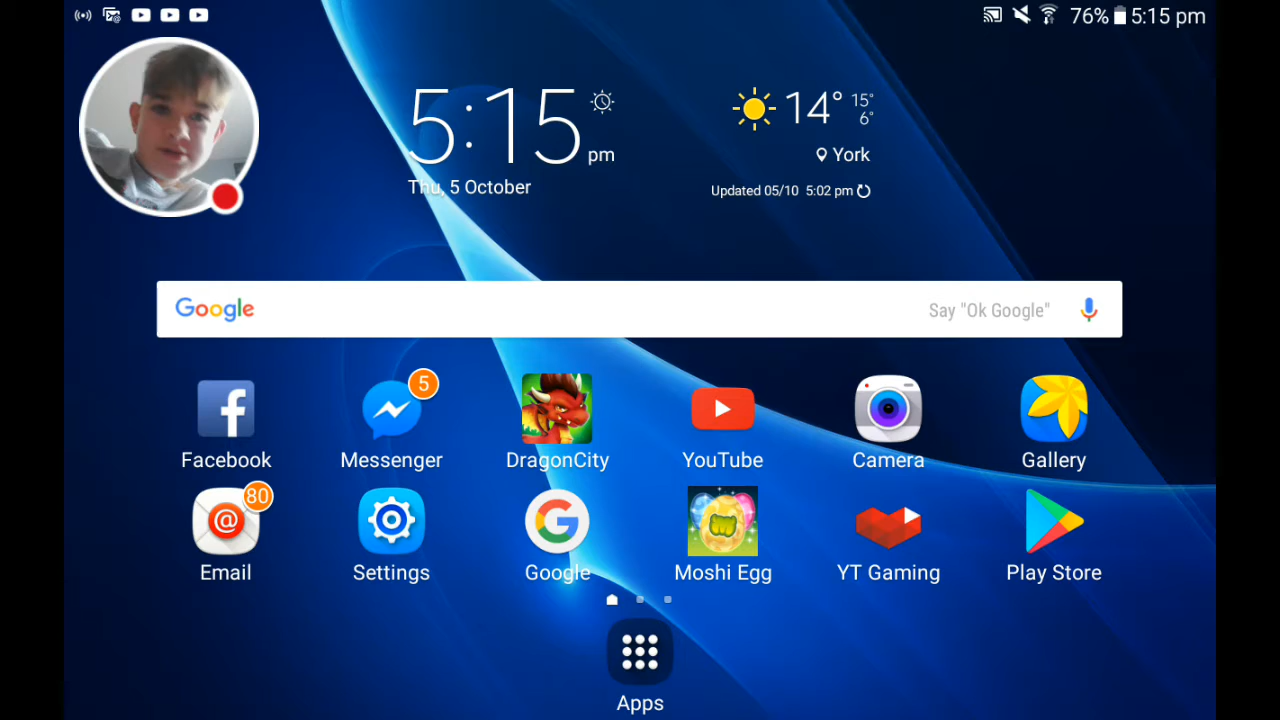 76% 5:15 pm
5:15 pm
Thu, 5 October
14° 15° 6°
York
Updated 05/10 5:02 pm
Google
Say "Ok Google"
5
Facebook
Messenger
DragonCity
YouTube
Camera
Gallery
80
@
Email
Settings
Google
Moshi Egg
YT Gaming
Play Store
Apps